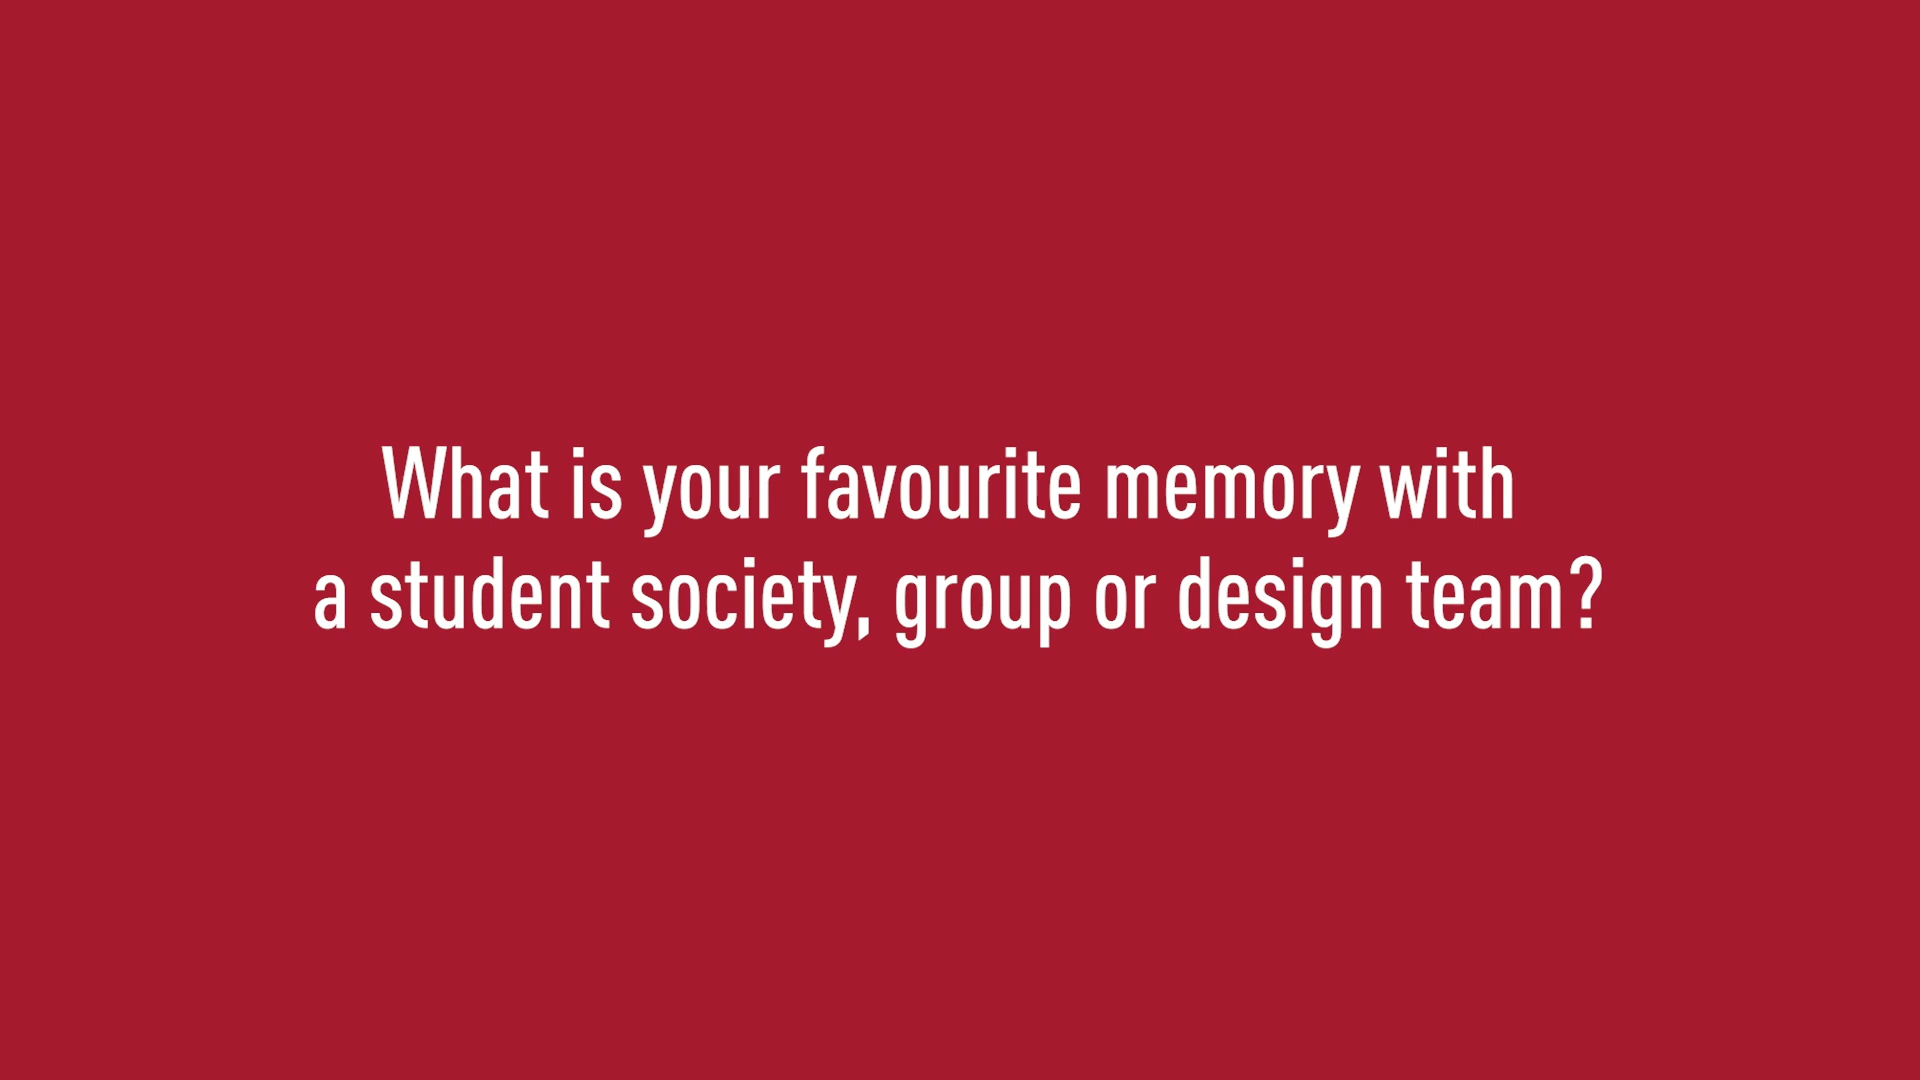 What is your favourite memory with
a student society, group or design team?